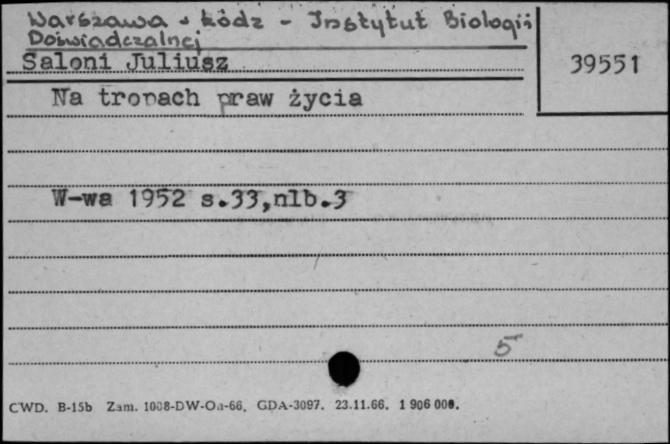 Warszawa - Łódz - Instytut Biologii
Doświadczalnej
Saloni Juliusz
39551
Na tropach praw życia
W-wa 1952 s.33,nlb.3
5
CWD. B-15b Zam. 1008-DW-Oa-66. GDA-3097. 23.11.66. 1 906 000.